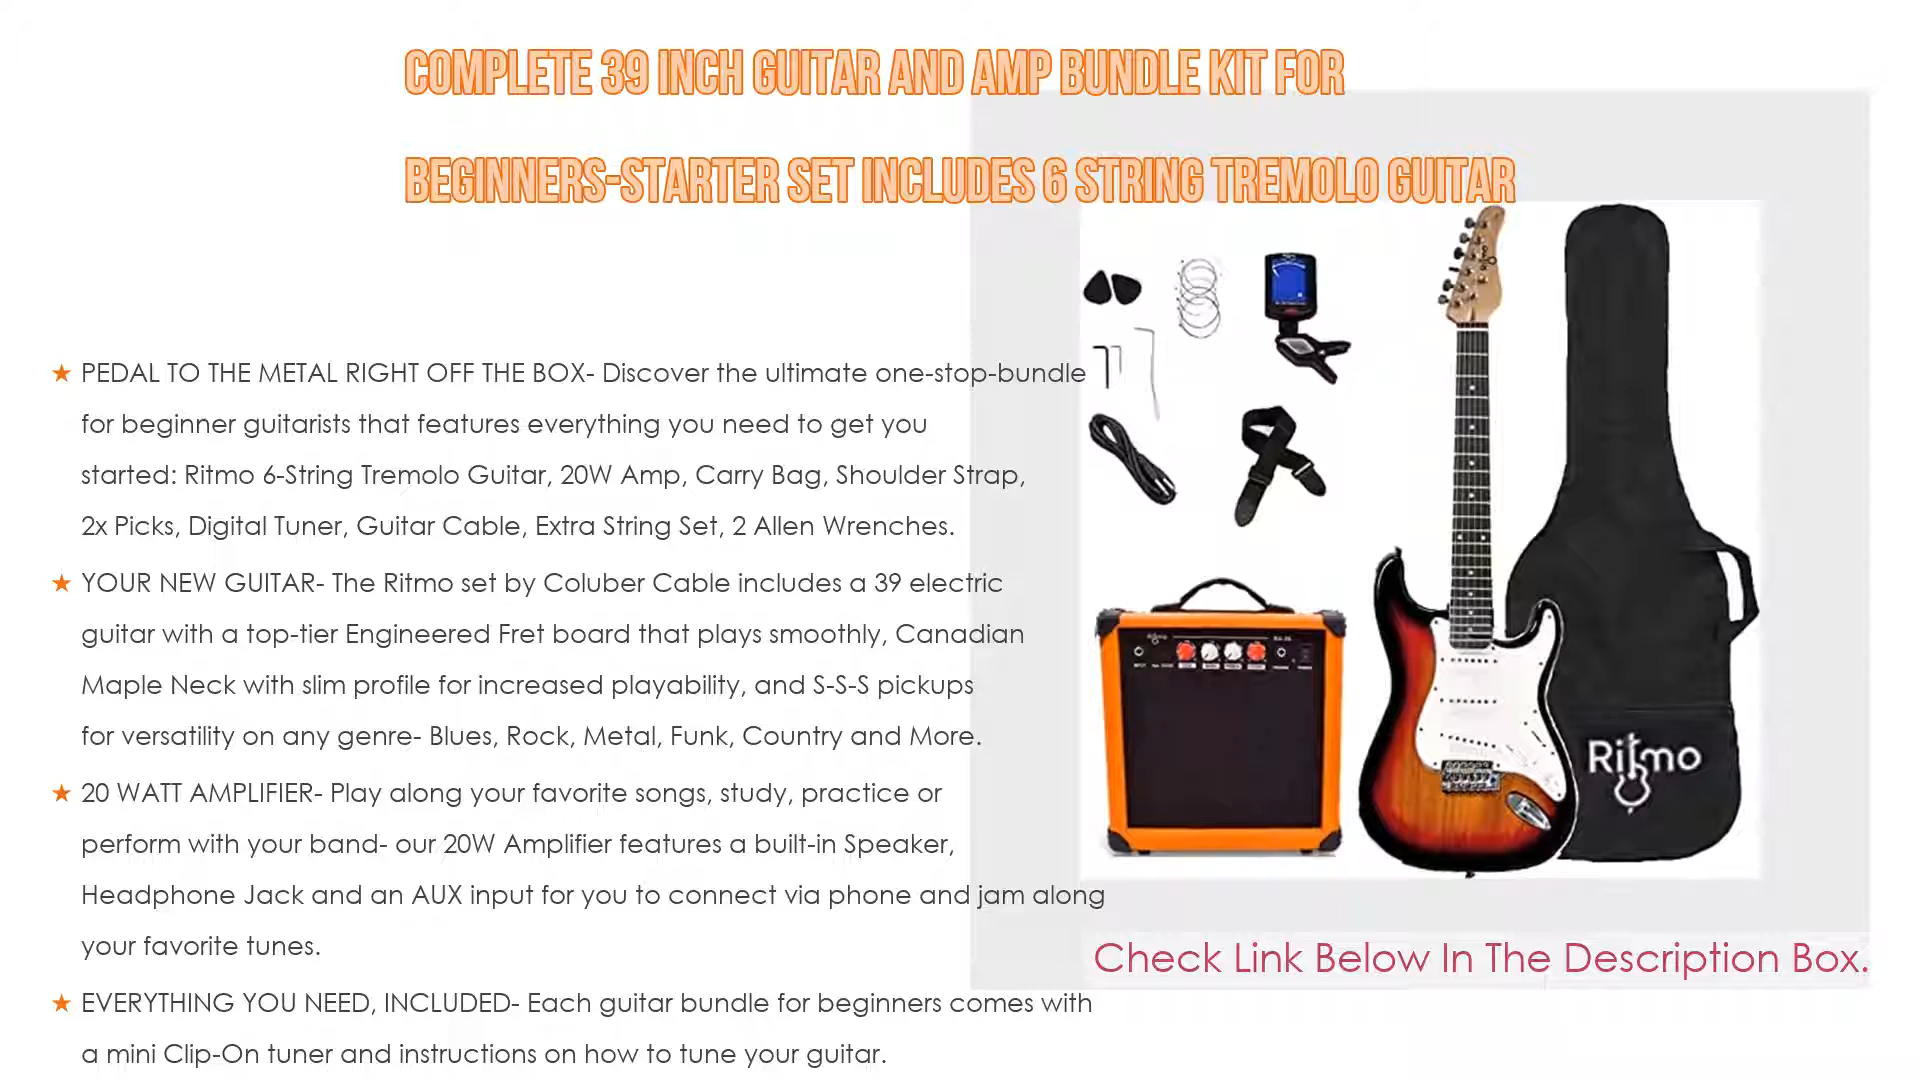 COMPLETE 39 INCH GUITAR AND AMP BUNDLE KIT FOR
BEGINNERS-STARTER SET INCLUDES 6 STRING TREMOLO GUITAR
★ PEDAL TO THE METAL RIGHT OFF THE BOX- Discover the ultimate one-stop-bundle
for beginner guitarists that features everything you need to get you
started: Ritmo 6-String Tremolo Guitar, 20W Amp, Carry Bag, Shoulder Strap,
2x Picks, Digital Tuner, Guitar Cable, Extra String Set, 2 Allen Wrenches.
★ YOUR NEW GUITAR- The Ritmo set by Coluber Cable includes a 39 electric
guitar with a top-tier Engineered Fret board that plays smoothly, Canadian
Maple Neck with slim profile for increased playability, and S-S-S pickups
for versatility on any genre- Blues, Rock, Metal, Funk, Country and More.
★ 20 WATT AMPLIFIER- Play along your favorite songs, study, practice or
perform with your band- our 20W Amplifier features a built-in Speaker,
Headphone Jack and an AUX input for you to connect via phone and jam along
your favorite tunes.
★ EVERYTHING YOU NEED, INCLUDED- Each guitar bundle for beginners comes with
a mini Clip-On tuner and instructions on how to tune your guitar.
Ritmo
Ritmo
Ritmo
Check Link Below In The Description Box.